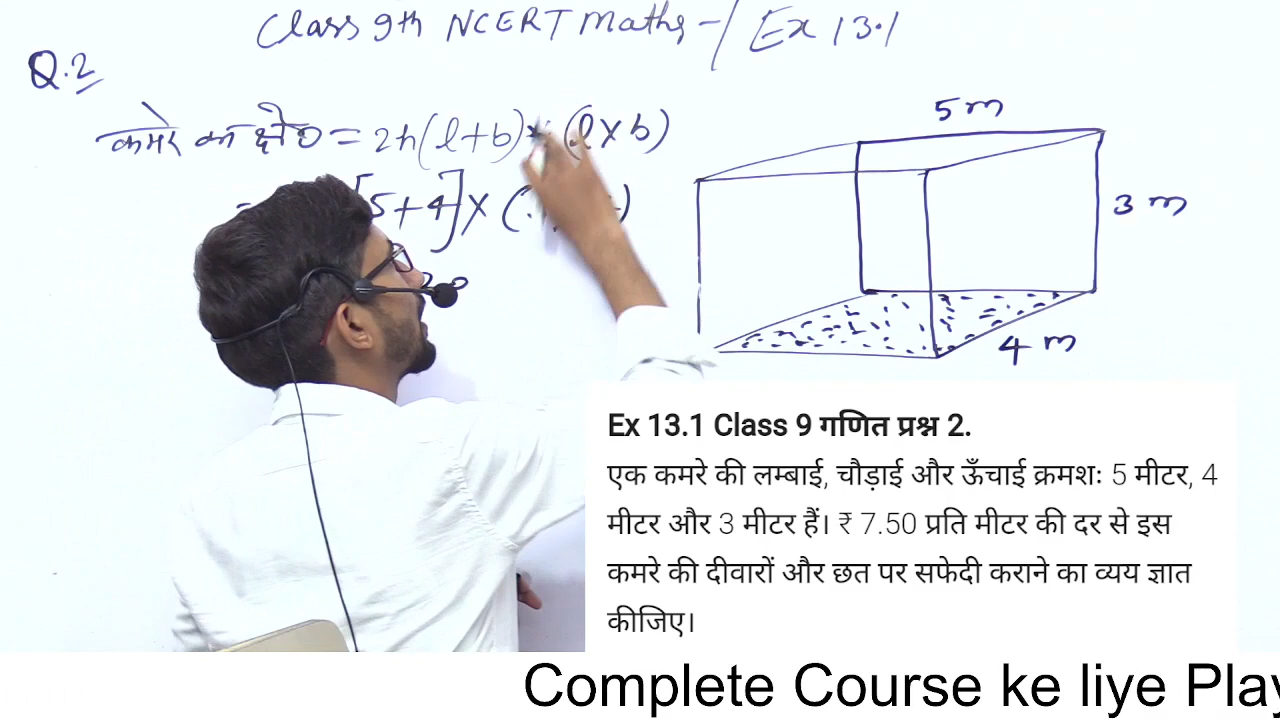 Class 9th NCERT Maths - / Ex 13.1
Q.2
कमरे का क्षे० = 2h(l+b) (l×b)
5m
= [5+4]×(
3 m
4 m
Ex 13.1 Class 9 गणित प्रश्न 2.
एक कमरे की लम्बाई, चौड़ाई और ऊँचाई क्रमशः 5 मीटर, 4
मीटर और 3 मीटर हैं। ₹ 7.50 प्रति मीटर की दर से इस
कमरे की दीवारों और छत पर सफेदी कराने का व्यय ज्ञात
कीजिए।
Complete Course ke liye Play